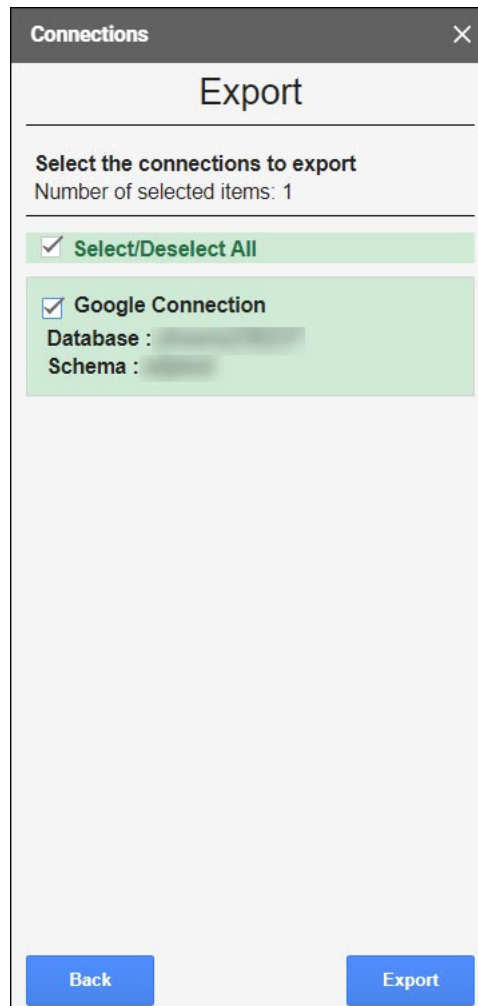 Connections
Export
Select the connections to export
Number of selected items: 1
Select/Deselect All
Google Connection
Database :
Schema :
Back
Export